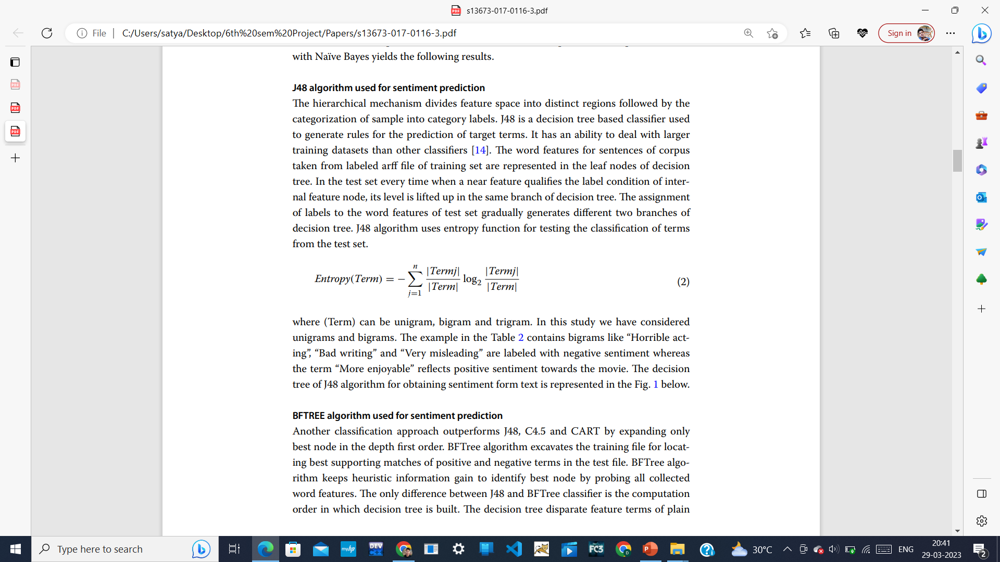 s13673-017-0116-3.pdf
File | C:/Users/satya/Desktop/6th%20sem%20Project/Papers/s13673-017-0116-3.pdf
Sign in
with Naïve Bayes yields the following results.
J48 algorithm used for sentiment prediction
The hierarchical mechanism divides feature space into distinct regions followed by the
categorization of sample into category labels. J48 is a decision tree based classifier used
to generate rules for the prediction of target terms. It has an ability to deal with larger
training datasets than other classifiers [14]. The word features for sentences of corpus
taken from labeled arff file of training set are represented in the leaf nodes of decision
tree. In the test set every time when a near feature qualifies the label condition of inter-
nal feature node, its level is lifted up in the same branch of decision tree. The assignment
of labels to the word features of test set gradually generates different two branches of
decision tree. J48 algorithm uses entropy function for testing the classification of terms
from the test set.
Entropy(Term) = −∑_{j=1}^{n} |Termj|/|Term| log₂ |Termj|/|Term| (2)
where (Term) can be unigram, bigram and trigram. In this study we have considered
unigrams and bigrams. The example in the Table 2 contains bigrams like “Horrible act-
ing”, “Bad writing” and “Very misleading” are labeled with negative sentiment whereas
the term “More enjoyable” reflects positive sentiment towards the movie. The decision
tree of J48 algorithm for obtaining sentiment form text is represented in the Fig. 1 below.
BFTREE algorithm used for sentiment prediction
Another classification approach outperforms J48, C4.5 and CART by expanding only
best node in the depth first order. BFTree algorithm excavates the training file for locat-
ing best supporting matches of positive and negative terms in the test file. BFTree algo-
rithm keeps heuristic information gain to identify best node by probing all collected
word features. The only difference between J48 and BFTree classifier is the computation
order in which decision tree is built. The decision tree disparate feature terms of plain
Type here to search
myhp
DEV
FC3
30°C
ENG
20:41
29-03-2023
2